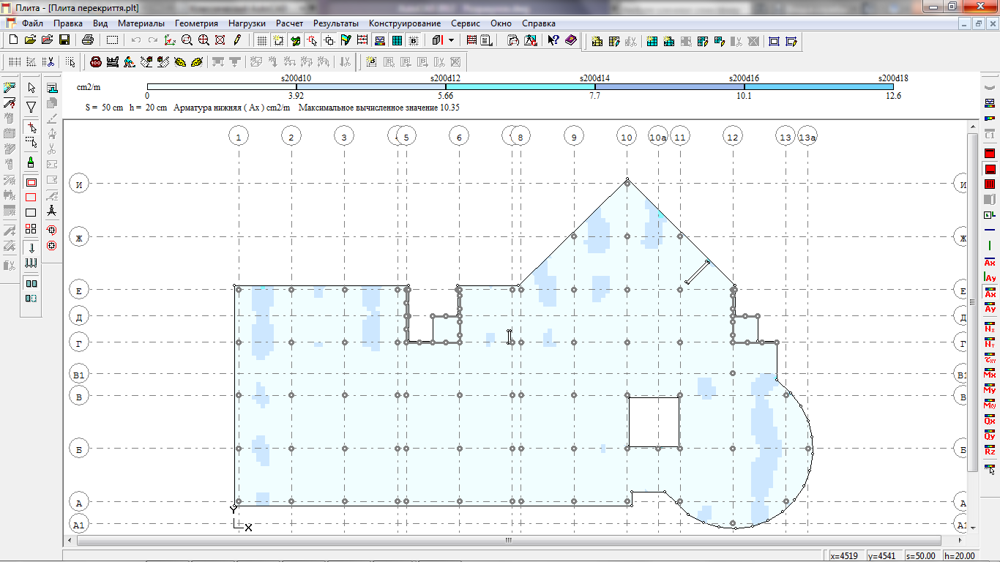 Плита - [Плита перекриття.plt]
Файл Правка Вид Материалы Геометрия Нагрузки Расчет Результаты Конструирование Сервис Окно Справка
s200d10 s200d12 s200d14 s200d16 s200d18
cm2/m
0 3.92 5.66 7.7 10.1 12.6
S = 50 cm h = 20 cm Арматура нижняя ( Ax ) cm2/m Максимальное вычисленное значение 10.35
1 2 3 4 5 6 8 9 10 10а 11 12 13 13а
И И
Ж Ж
Е Е
Д Д
Г Г
В1 В1
В В
Б Б
А А
А1 А1
Y
X
C1
Ax
Ay
Ax
Ay
Nx
Ny
τxy
Mx
My
Mxy
Qx
Qy
Rz
x=4519 y=4541 s=50.00 h=20.00